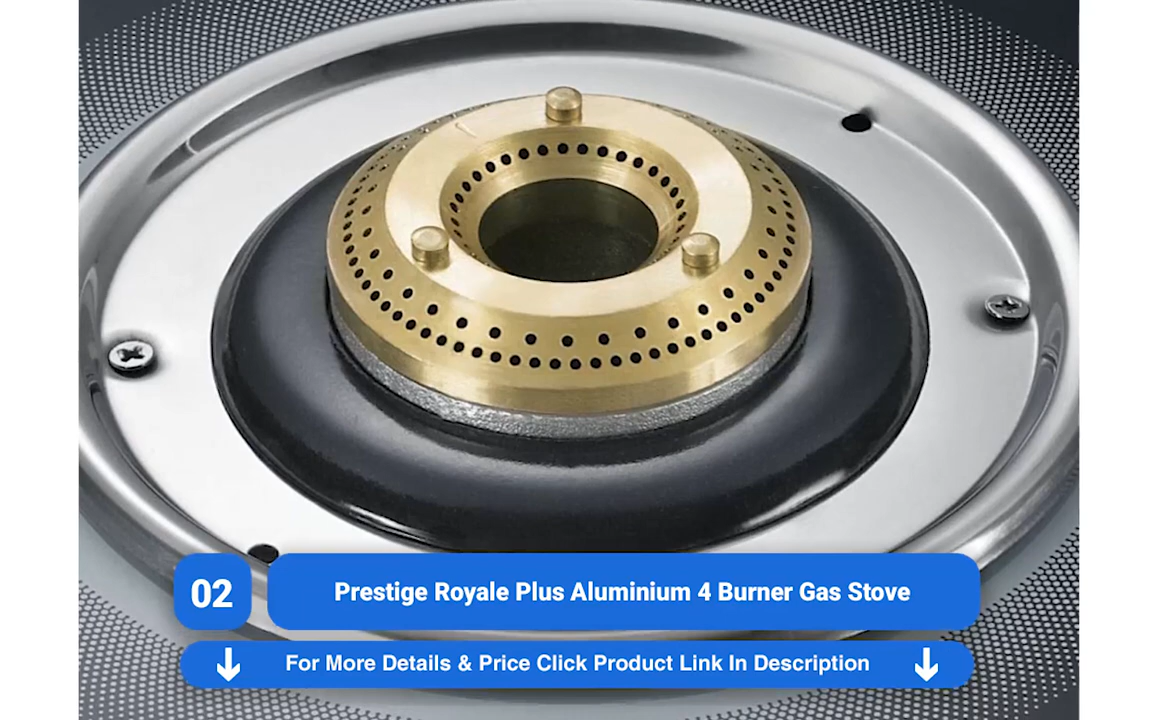 02
Prestige Royale Plus Aluminium 4 Burner Gas Stove
For More Details & Price Click Product Link In Description